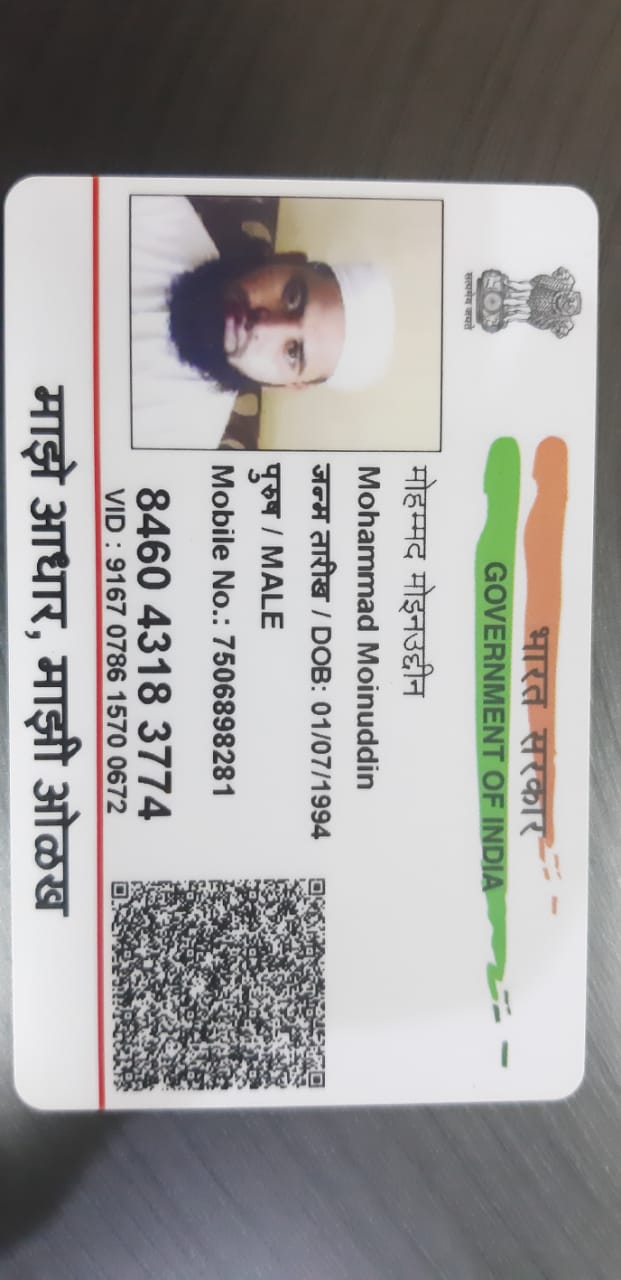 सत्यमेव जयते
भारत सरकार
GOVERNMENT OF INDIA
मोहम्मद मोइनउद्दीन
Mohammad Moinuddin
जन्म तारीख / DOB: 01/07/1994
पुरुष / MALE
Mobile No.: 7506898281
8460 4318 3774
VID : 9167 0786 1570 0672
माझे आधार, माझी ओळख